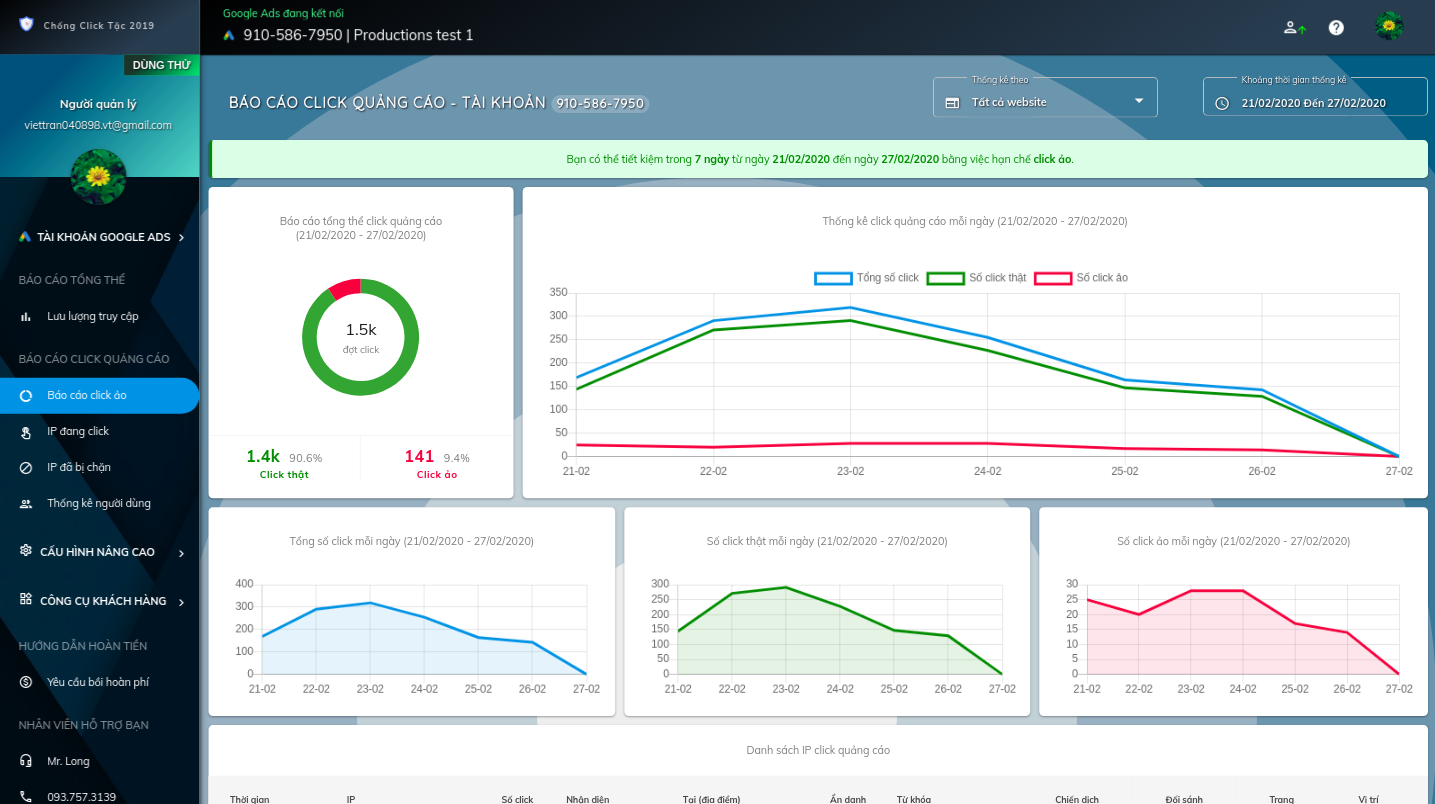 Chống Click Tặc 2019
Google Ads đang kết nối
910-586-7950 | Productions test 1
DÙNG THỬ
Người quản lý
viettran040898.vt@gmail.com
TÀI KHOẢN GOOGLE ADS
BÁO CÁO TỔNG THỂ
Lưu lượng truy cập
BÁO CÁO CLICK QUẢNG CÁO
Báo cáo click ảo
IP đang click
IP đã bị chặn
Thống kê người dùng
CẤU HÌNH NÂNG CAO
CÔNG CỤ KHÁCH HÀNG
HƯỚNG DẪN HOÀN TIỀN
Yêu cầu bồi hoàn phí
NHÂN VIÊN HỖ TRỢ BẠN
Mr. Long
093.757.3139
BÁO CÁO CLICK QUẢNG CÁO - TÀI KHOẢN 910-586-7950
Thống kê theo
Tất cả website
Khoảng thời gian thống kê
21/02/2020 Đến 27/02/2020
Bạn có thể tiết kiệm trong 7 ngày từ ngày 21/02/2020 đến ngày 27/02/2020 bằng việc hạn chế click ảo.
Báo cáo tổng thể click quảng cáo
(21/02/2020 - 27/02/2020)
1.5k
đợt click
1.4k 90.6%
Click thật
141 9.4%
Click ảo
Thống kê click quảng cáo mỗi ngày (21/02/2020 - 27/02/2020)
Tổng số click Số click thật Số click ảo
350
300
250
200
150
100
50
0
21-02 22-02 23-02 24-02 25-02 26-02 27-02
Tổng số click mỗi ngày (21/02/2020 - 27/02/2020)
400
300
200
100
0
21-02 22-02 23-02 24-02 25-02 26-02 27-02
Số click thật mỗi ngày (21/02/2020 - 27/02/2020)
300
250
200
150
100
50
0
21-02 22-02 23-02 24-02 25-02 26-02 27-02
Số click ảo mỗi ngày (21/02/2020 - 27/02/2020)
30
25
20
15
10
5
0
21-02 22-02 23-02 24-02 25-02 26-02 27-02
Danh sách IP click quảng cáo
Thời gian IP Số click Nhận diện Tại (địa điểm) Ẩn danh Từ khóa Chiến dịch Đối sánh Trang Vị trí